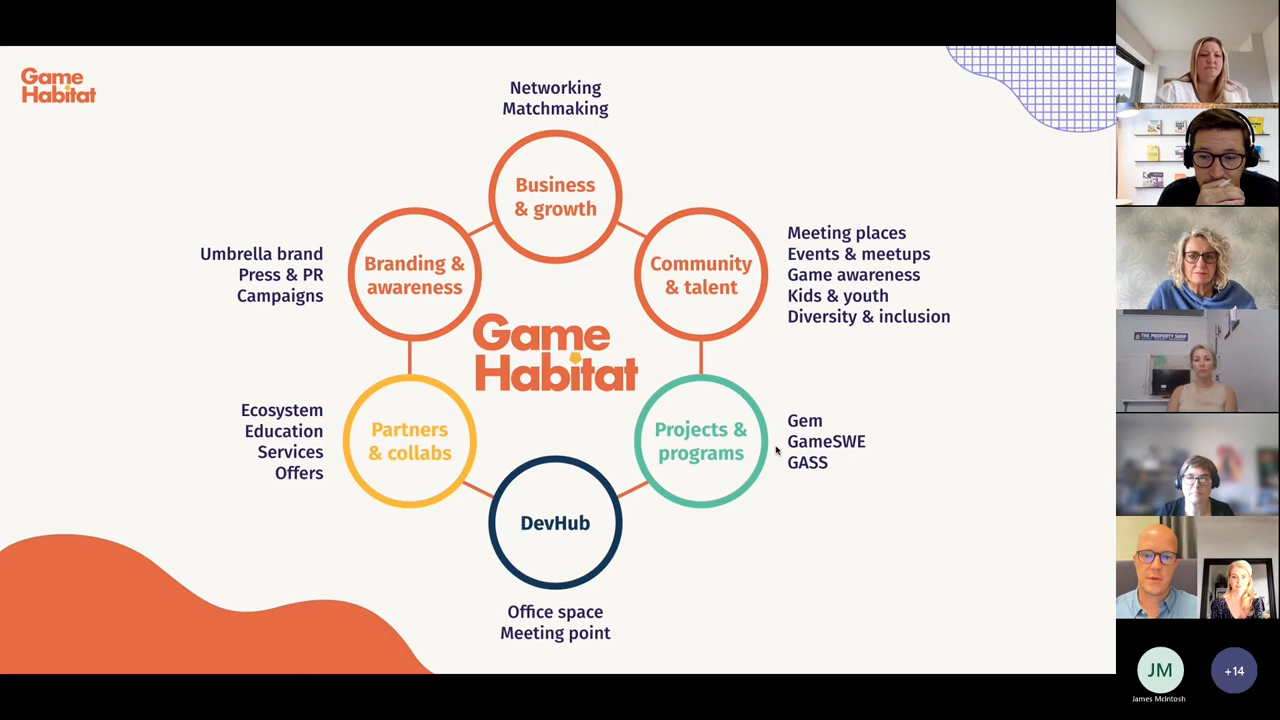 Game
Habitat
Networking
Matchmaking
Business
& growth
Umbrella brand
Press & PR
Campaigns
Branding &
awareness
Community
& talent
Meeting places
Events & meetups
Game awareness
Kids & youth
Diversity & inclusion
Game
Habitat
Ecosystem
Education
Services
Offers
Partners
& collabs
Projects &
programs
Gem
GameSWE
GASS
DevHub
Office space
Meeting point
THE PROPERTY SHOP
JM
James McIntosh
+14